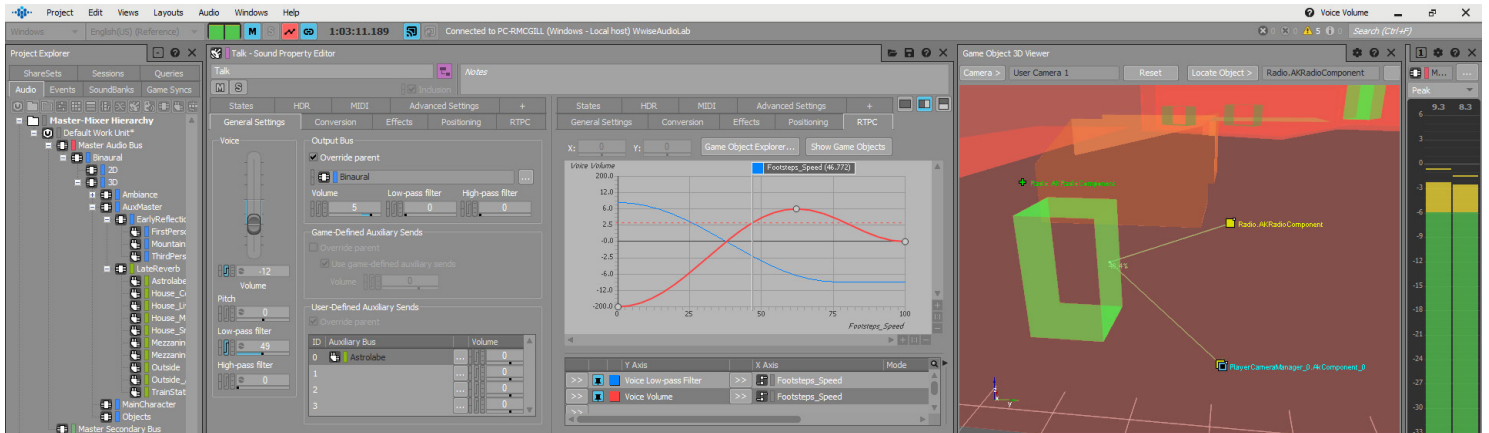 Project Edit Views Layouts Audio Windows Help
Voice Volume
Windows English(US) (Reference) M S 1:03:11.189 Connected to PC-RMCGILL (Windows - Local host) WwiseAudioLab
5 0 Search (Ctrl+F)
Project Explorer
ShareSets Sessions Queries
Audio Events SoundBanks Game Syncs
Master-Mixer Hierarchy
Default Work Unit*
Master Audio Bus
Binaural
2D
3D
Ambiance
AuxMaster
EarlyReflectic
FirstPerso
Mountain
ThirdPers
LateReverb
Astrolabe
House_Co
House_Li
House_M
House_Sr
Mezzanin
Mezzanin
Outside
Outside_
TrainStat
MainCharacter
Objects
Master Secondary Bus
Talk - Sound Property Editor
Talk
Notes
M S
Inclusion
States HDR MIDI Advanced Settings +
General Settings Conversion Effects Positioning RTPC
Voice
-12
Volume
Pitch
0
Low-pass filter
49
High-pass filter
0
Output Bus
Override parent
Binaural ...
Volume Low-pass filter High-pass filter
5 0 0
Game-Defined Auxiliary Sends
Override parent
Use game-defined auxiliary sends
Volume 0
User-Defined Auxiliary Sends
Override parent
ID Auxiliary Bus Volume
0 Astrolabe ... 0
1 ... 0
2 ... 0
3 ... 0
States HDR MIDI Advanced Settings +
General Settings Conversion Effects Positioning RTPC
X: 0 Y: 0 Game Object Explorer... Show Game Objects
Voice Volume
Footsteps_Speed (46.772)
200.0
12.0
6.0
2.5
-0.0
-2.5
-6.0
-12.0
-200.0
0 25 50 75 100
Footsteps_Speed
Y Axis X Axis Mode
>> Voice Low-pass Filter >> Footsteps_Speed
>> Voice Volume >> Footsteps_Speed
>>
Game Object 3D Viewer
Camera > User Camera 1 Reset Locate Object > Radio.AKRadioComponent
Radio.AKRadioComponent
Radio.AKRadioComponent
PlayerCameraManager_0.AkComponent_0
Y
1
M... ...
Peak
9.3 8.3
6
3
0
-3
-6
-9
-12
-15
-18
-21
-24
-27
-30
-33